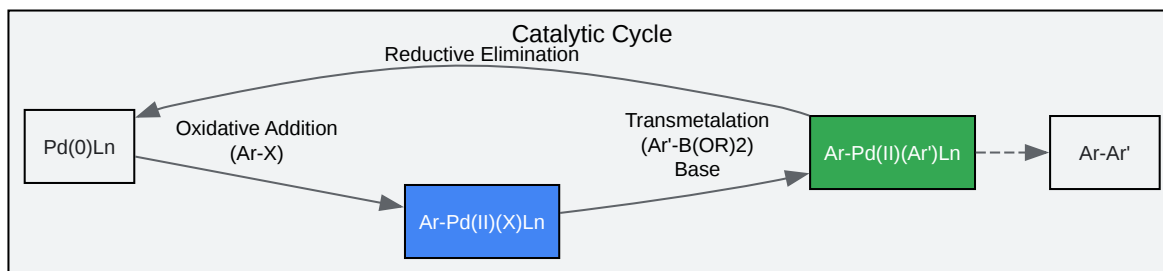 Catalytic Cycle
Reductive Elimination
Pd(0)Ln
Oxidative Addition
(Ar-X)
Ar-Pd(II)(X)Ln
Transmetalation
(Ar'-B(OR)2)
Base
Ar-Pd(II)(Ar')Ln
Ar-Ar'